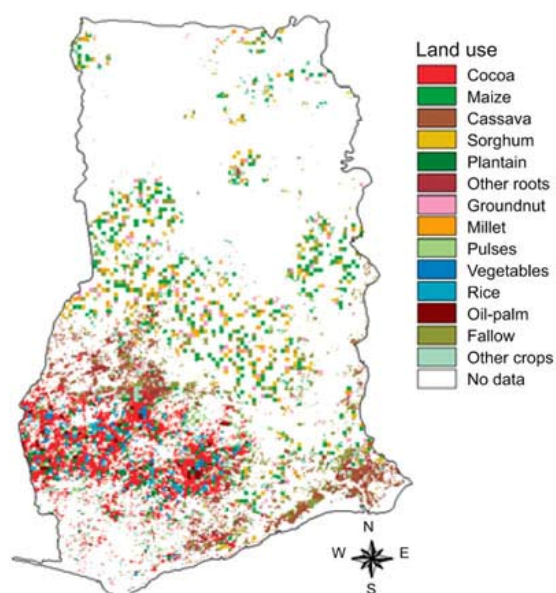 Land use
Cocoa
Maize
Cassava
Sorghum
Plantain
Other roots
Groundnut
Millet
Pulses
Vegetables
Rice
Oil-palm
Fallow
Other crops
No data
N
W E
S